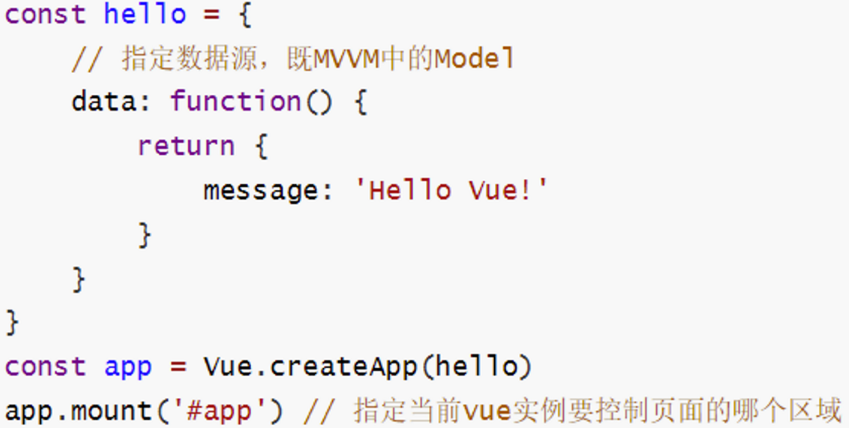 const hello = {
    // 指定数据源，既MVVM中的Model
    data: function() {
        return {
            message: 'Hello Vue!'
        }
    }
}
const app = Vue.createApp(hello)
app.mount('#app') // 指定当前vue实例要控制页面的哪个区域